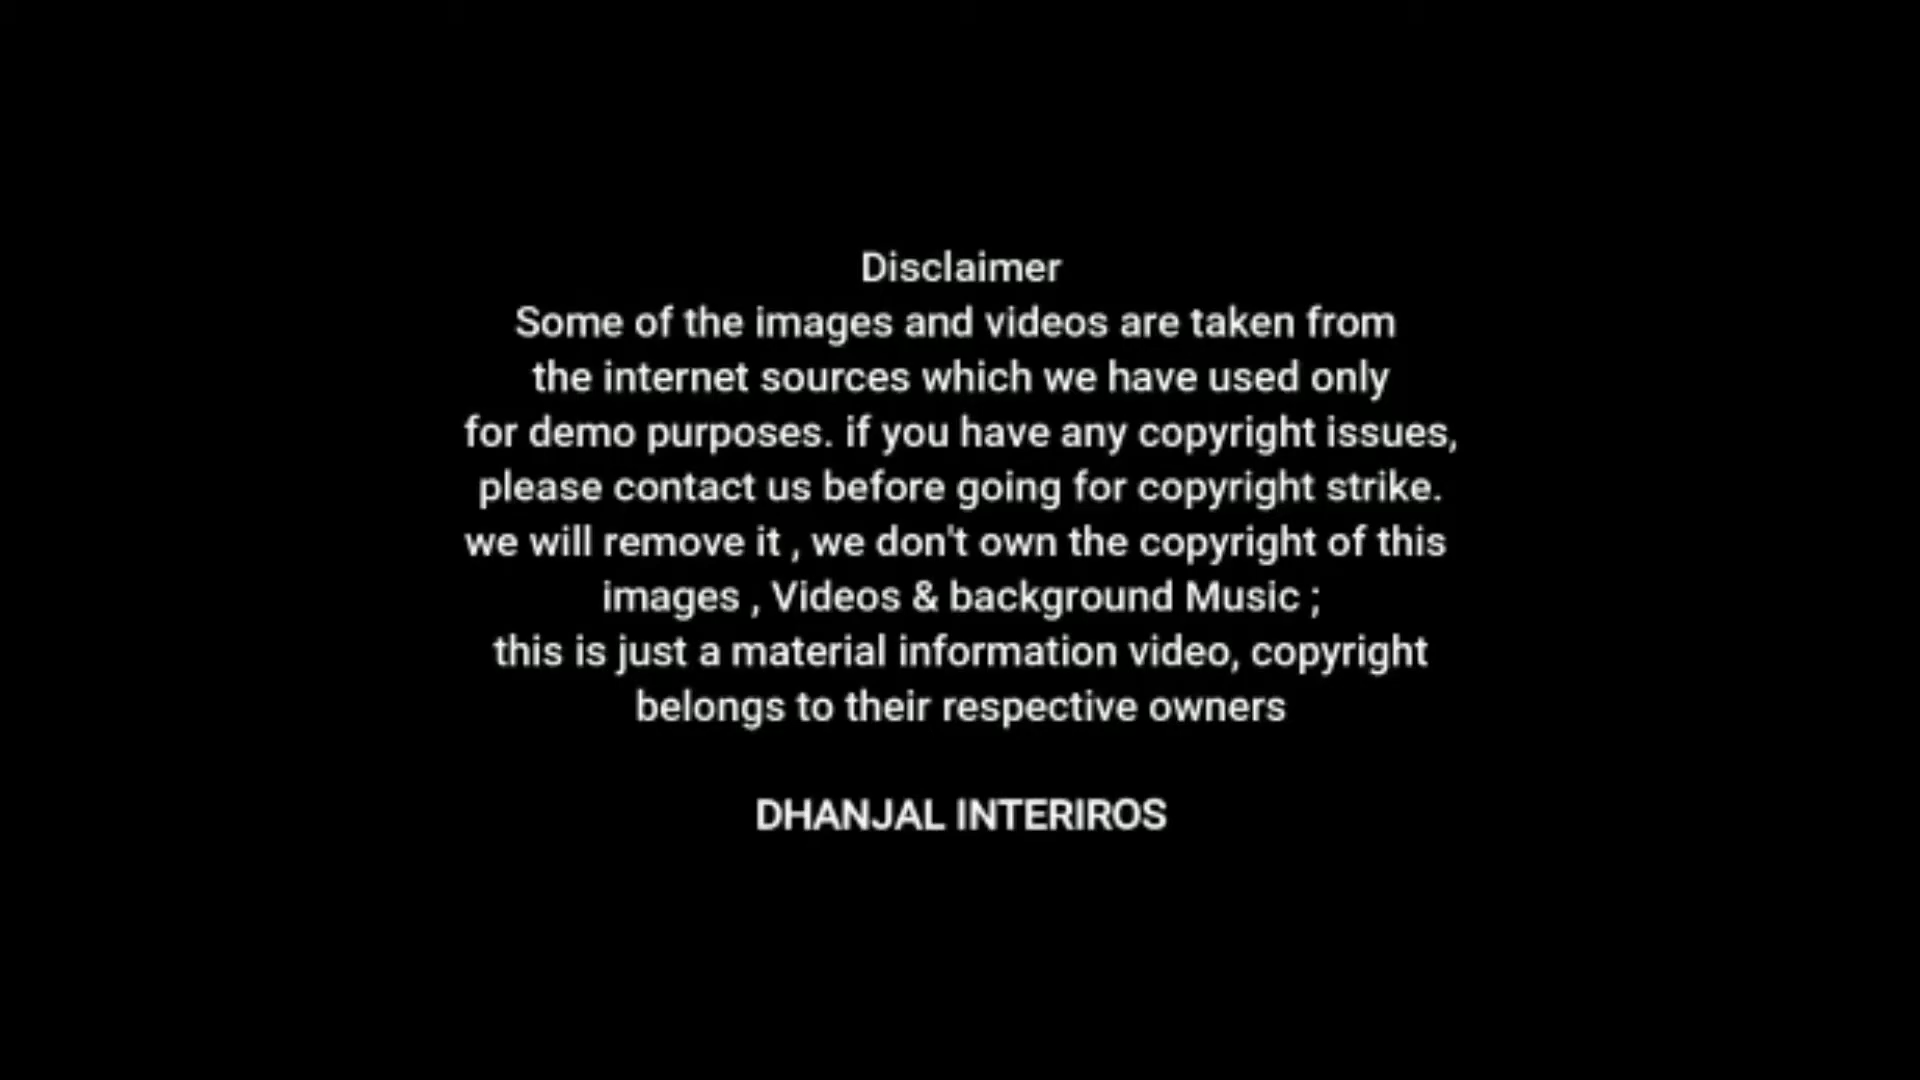 Disclaimer
Some of the images and videos are taken from
the internet sources which we have used only
for demo purposes. if you have any copyright issues,
please contact us before going for copyright strike.
we will remove it , we don't own the copyright of this
images , Videos & background Music ;
this is just a material information video, copyright
belongs to their respective owners
DHANJAL INTERIROS